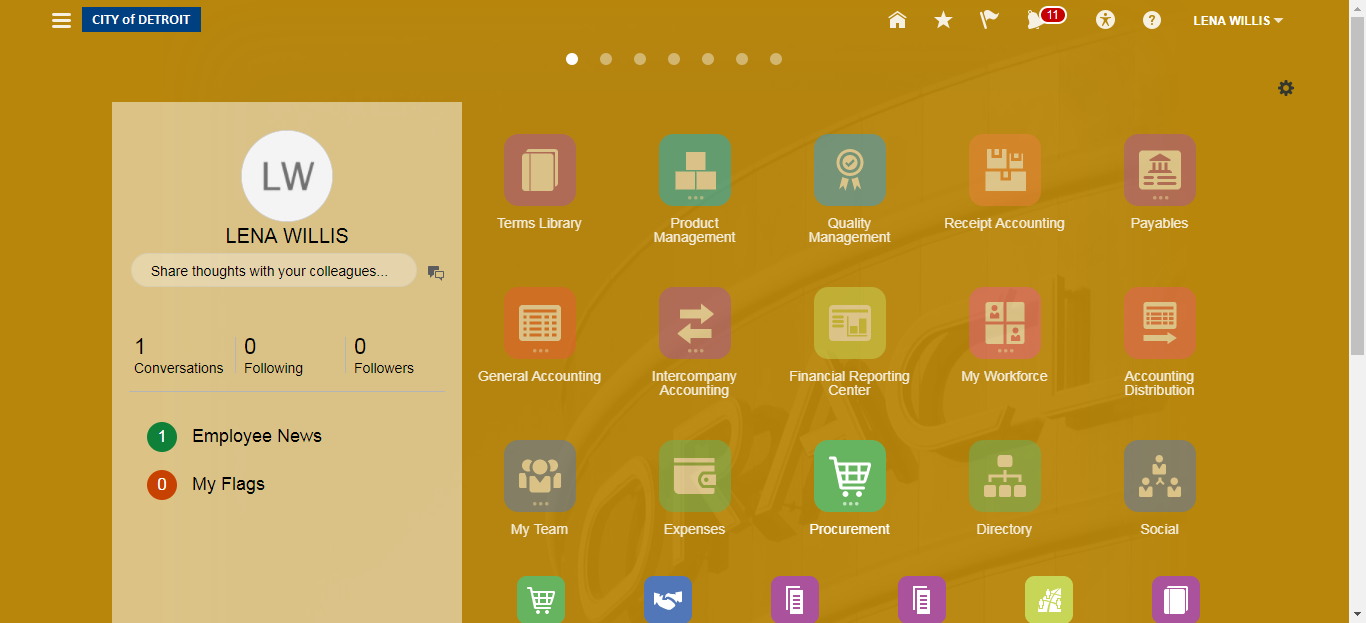 CITY of DETROIT
11
LENA WILLIS
LW
LENA WILLIS
Share thoughts with your colleagues...
1
Conversations
0
Following
0
Followers
1 Employee News
0 My Flags
Terms Library
Product
Management
Quality
Management
Receipt Accounting
Payables
General Accounting
Intercompany
Accounting
Financial Reporting
Center
My Workforce
Accounting
Distribution
My Team
Expenses
Procurement
Directory
Social
ORACL